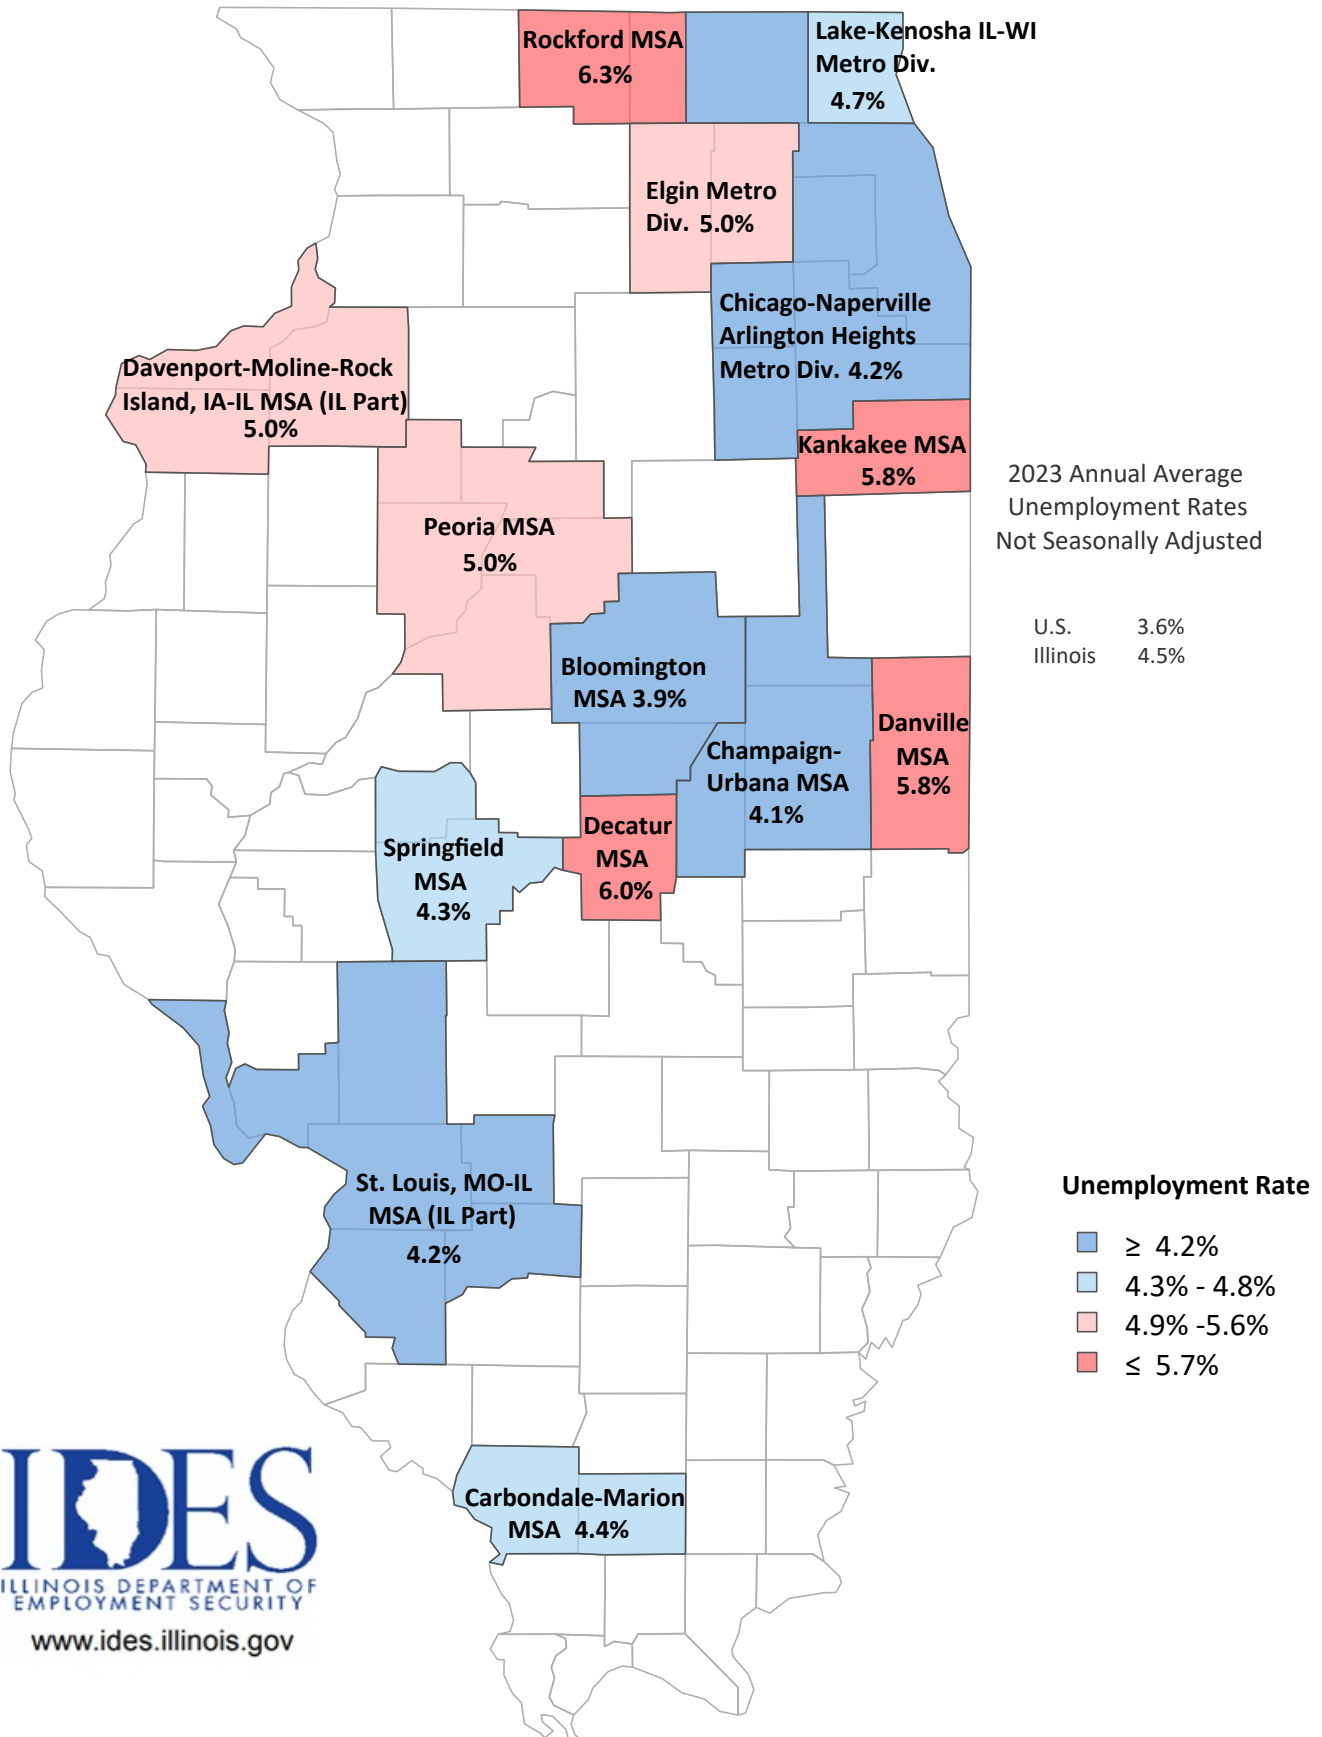 Rockford MSA
6.3%
Lake-Kenosha IL-WI
Metro Div.
4.7%
Elgin Metro
Div. 5.0%
Chicago-Naperville
Arlington Heights
Metro Div. 4.2%
Davenport-Moline-Rock
Island, IA-IL MSA (IL Part)
5.0%
Kankakee MSA
5.8%
Peoria MSA
5.0%
2023 Annual Average
Unemployment Rates
Not Seasonally Adjusted
U.S. 3.6%
Illinois 4.5%
Bloomington
MSA 3.9%
Champaign-
Urbana MSA
4.1%
Danville
MSA
5.8%
Decatur
MSA
6.0%
Springfield
MSA
4.3%
St. Louis, MO-IL
MSA (IL Part)
4.2%
Unemployment Rate
≥ 4.2%
4.3% - 4.8%
4.9% -5.6%
≤ 5.7%
Carbondale-Marion
MSA 4.4%
IDES
ILLINOIS DEPARTMENT OF
EMPLOYMENT SECURITY
www.ides.illinois.gov